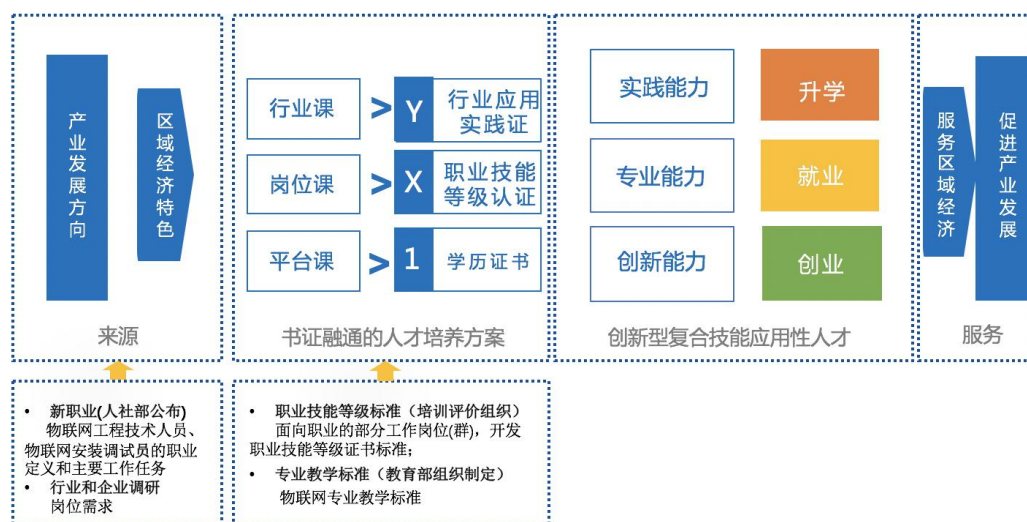 产业发展方向
区域经济特色
来源
行业课
>
Y
行业应用
实践证
岗位课
>
X
职业技能
等级认证
平台课
>
1
学历证书
书证融通的人才培养方案
实践能力
升学
专业能力
就业
创新能力
创业
创新型复合技能应用性人才
服务区域经济
促进产业发展
服务
• 新职业(人社部公布)
物联网工程技术人员、
物联网安装调试员的职业
定义和主要工作任务
• 行业和企业调研
岗位需求
• 职业技能等级标准（培训评价组织）
面向职业的部分工作岗位(群)，开发
职业技能等级证书标准；
• 专业教学标准（教育部组织制定）
物联网专业教学标准